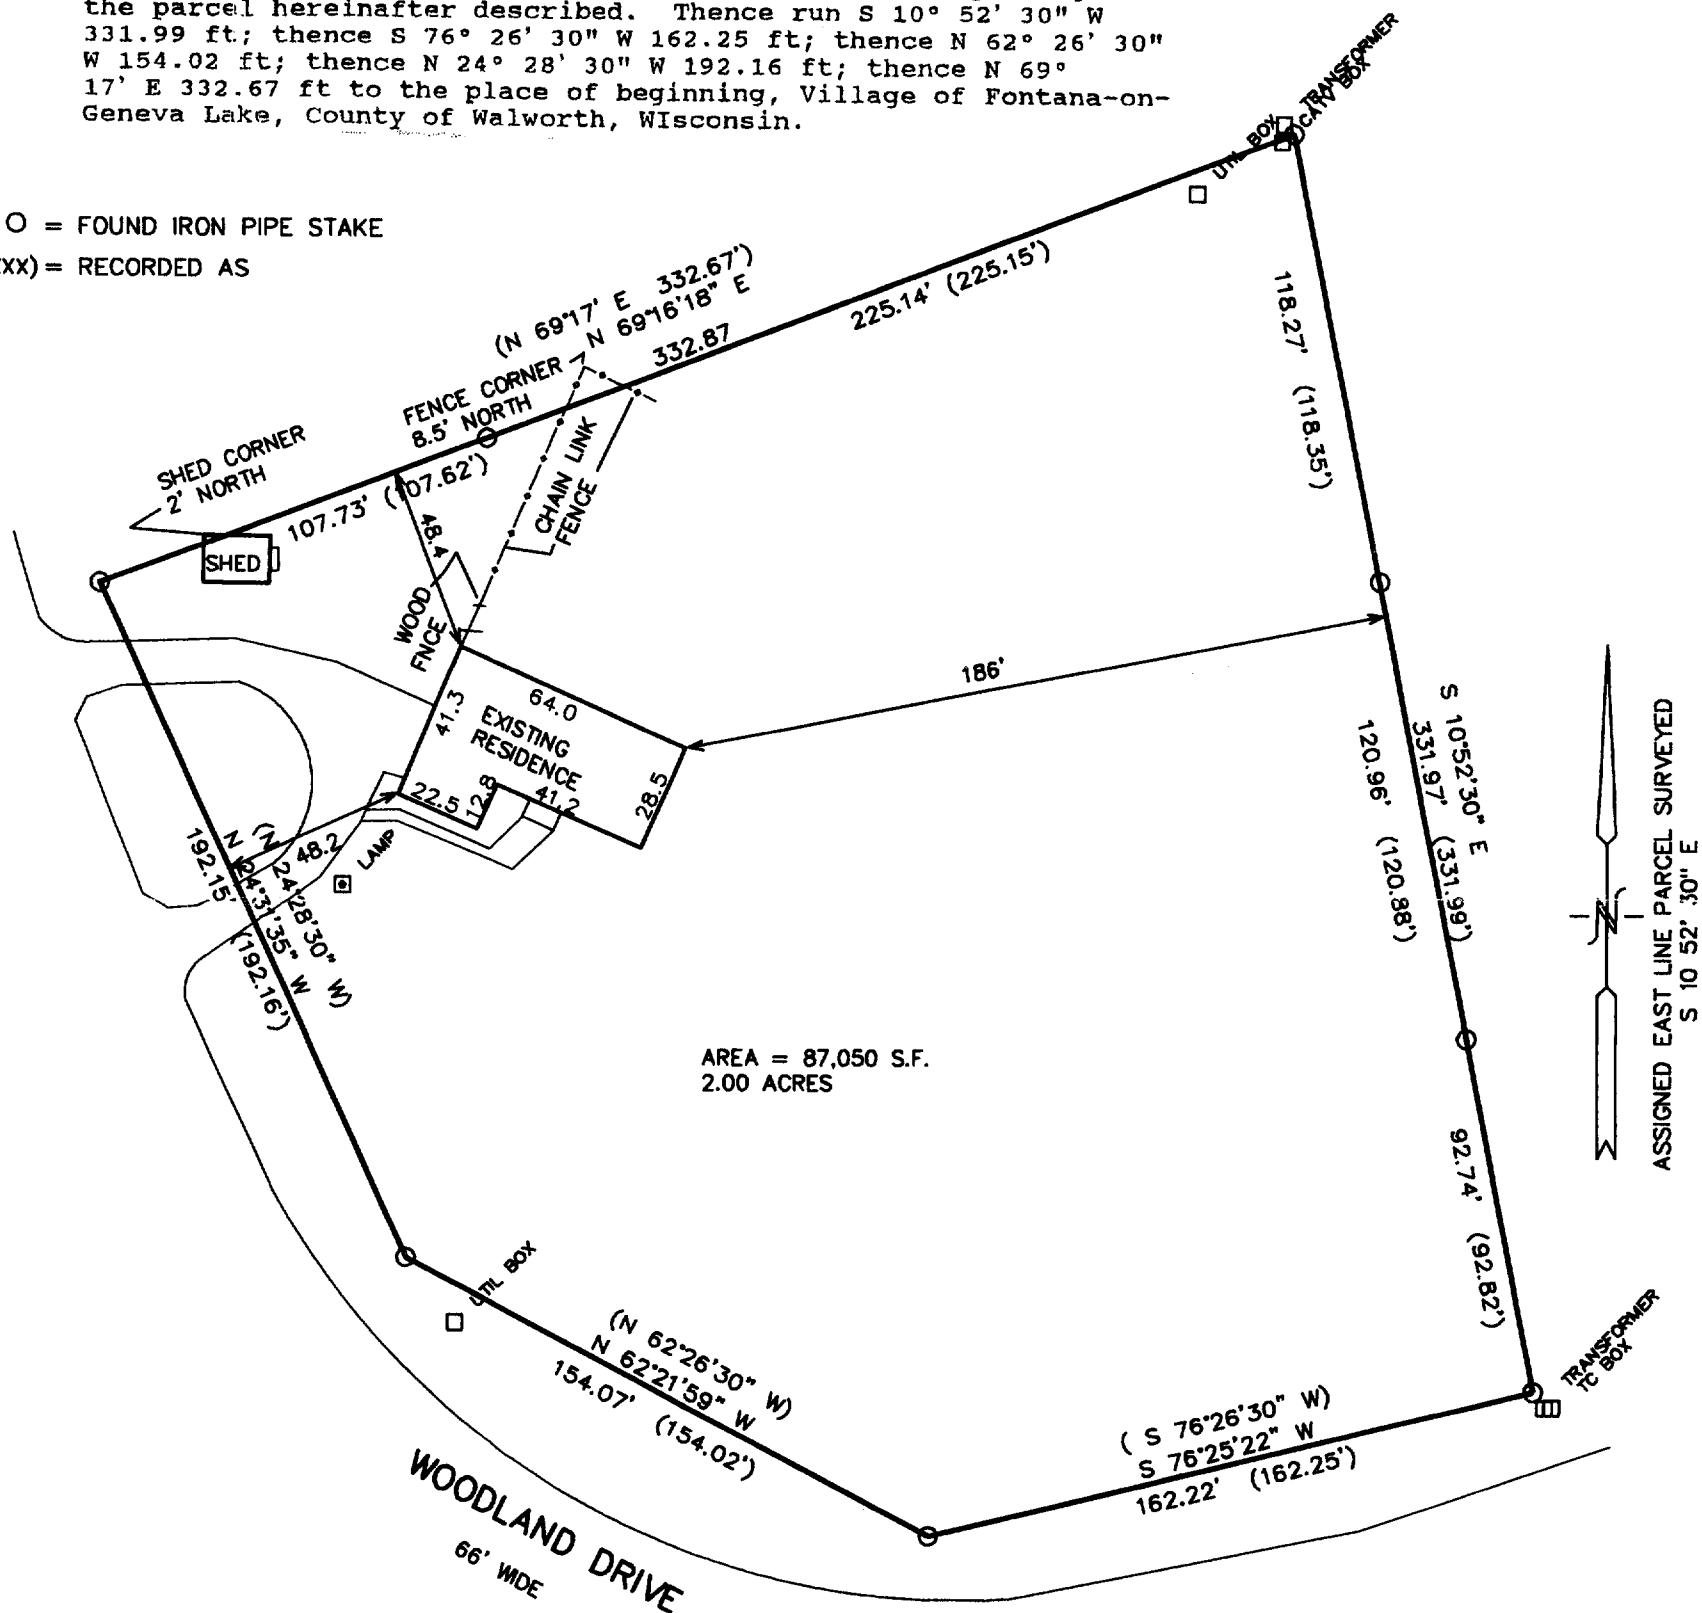 the parcel hereinafter described. Thence run S 10° 52' 30" W
331.99 ft; thence S 76° 26' 30" W 162.25 ft; thence N 62° 26' 30"
W 154.02 ft; thence N 24° 28' 30" W 192.16 ft; thence N 69°
17' E 332.67 ft to the place of beginning, Village of Fontana-on-
Geneva Lake, County of Walworth, WIsconsin.
O = FOUND IRON PIPE STAKE
XX) = RECORDED AS
TRANSFORMER
CATV BOX
UTIL BOX
(N 69°17' E 332.67')
N 69°16'18" E
332.87
225.14' (225.15')
FENCE CORNER
8.5' NORTH
SHED CORNER
2' NORTH
107.73' (107.62')
SHED
48.4
CHAIN LINK
FENCE
WOOD
FNCE
118.27' (118.35')
186'
64.0
41.3
EXISTING
RESIDENCE
22.5
12.8
41.2
28.5
48.2
LAMP
(N 24°28'30" W)
N 24°31'35" W
192.15' (192.16')
S 10°52'30" E
331.97' (331.99')
120.96' (120.88')
ASSIGNED EAST LINE PARCEL SURVEYED
S 10 52' 30" E
N
AREA = 87,050 S.F.
2.00 ACRES
92.74' (92.82')
UTIL BOX
(N 62°26'30" W)
N 62°21'59" W
154.07' (154.02')
( S 76°26'30" W)
S 76°25'22" W
162.22' (162.25')
TRANSFORMER
TC BOX
WOODLAND DRIVE
66' WIDE